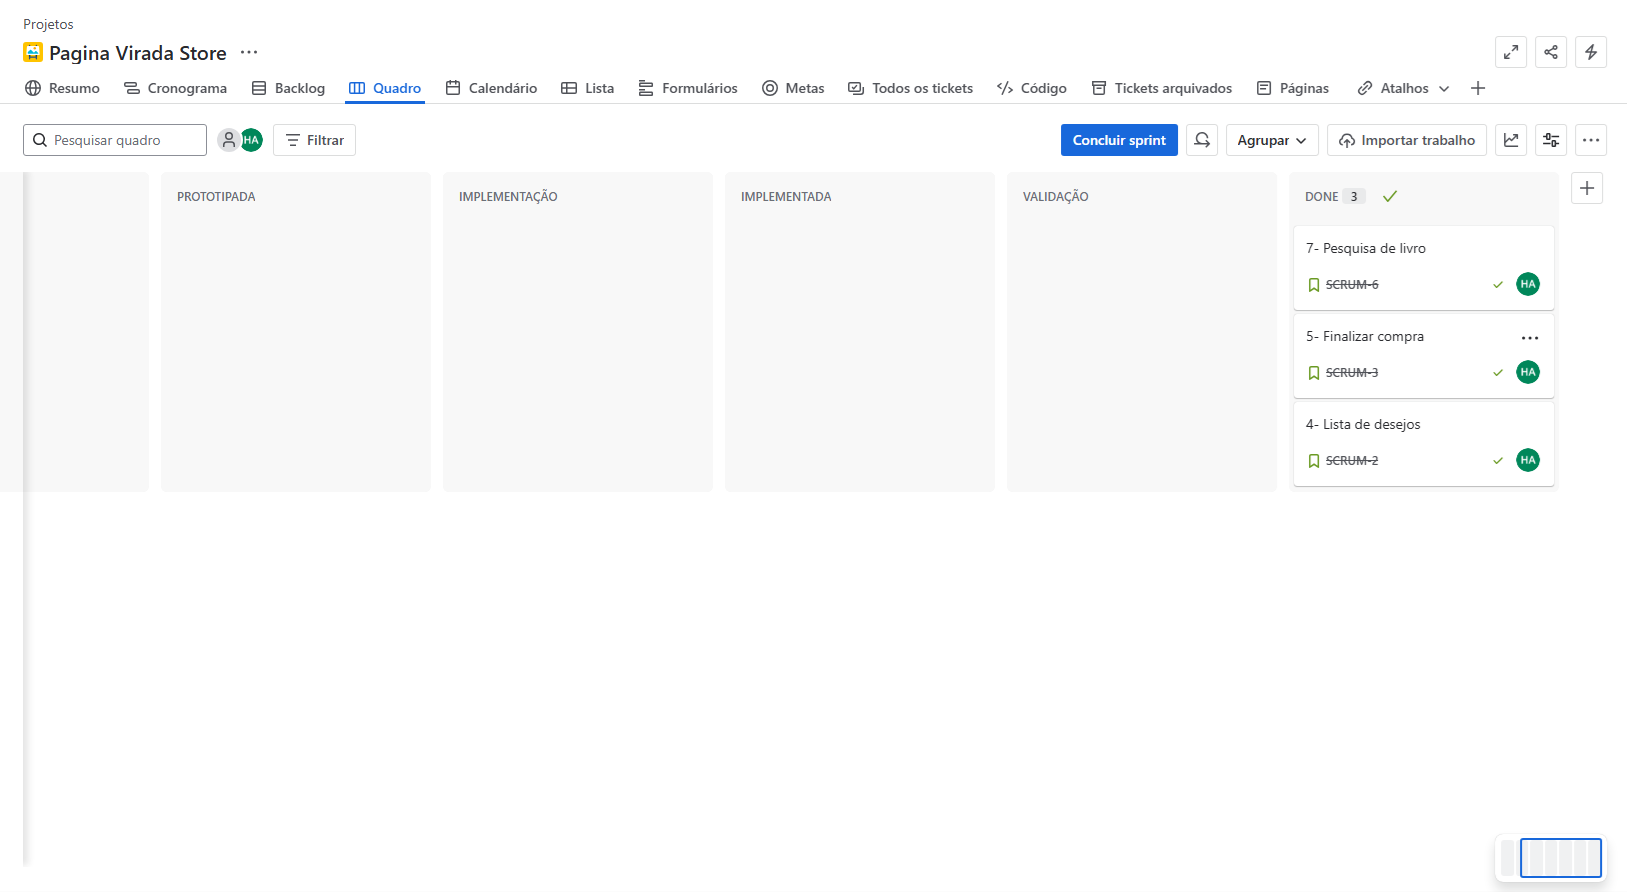 Projetos
Pagina Virada Store
Resumo Cronograma Backlog Quadro Calendário Lista Formulários Metas Todos os tickets Código Tickets arquivados Páginas Atalhos
Pesquisar quadro HA Filtrar Concluir sprint Agrupar Importar trabalho
PROTOTIPADA IMPLEMENTAÇÃO IMPLEMENTADA VALIDAÇÃO DONE 3
7- Pesquisa de livro
SCRUM-6 HA
5- Finalizar compra
SCRUM-3 HA
4- Lista de desejos
SCRUM-2 HA